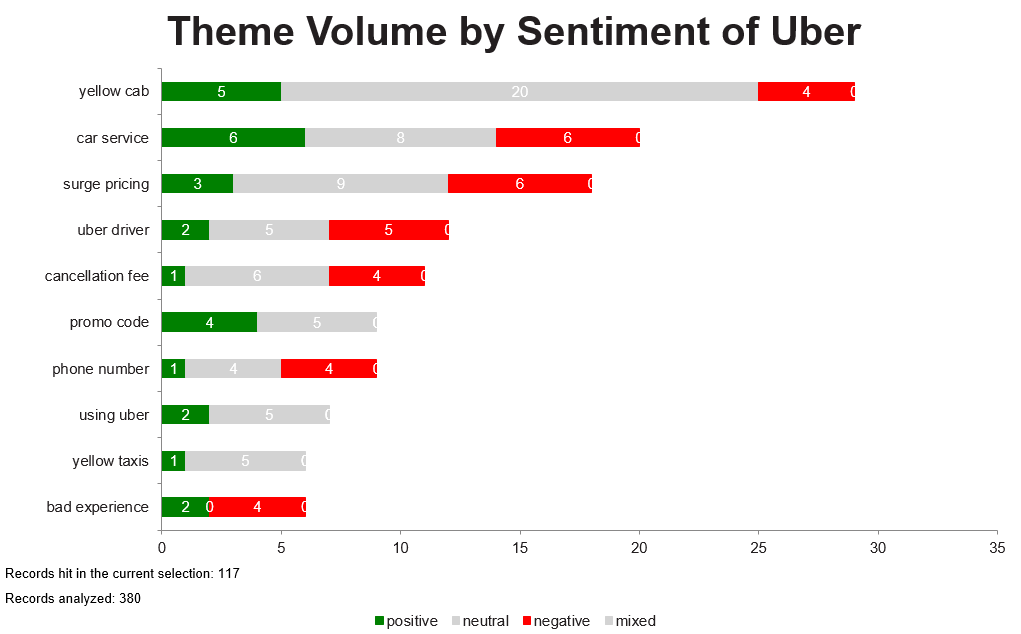 Theme Volume by Sentiment of Uber
yellow cab 5 20 4 0
car service 6 8 6 0
surge pricing 3 9 6 0
uber driver 2 5 5 0
cancellation fee 1 6 4 0
promo code 4 5 0
phone number 1 4 4 0
using uber 2 5 0
yellow taxis 1 5 0
bad experience 2 0 4 0
0 5 10 15 20 25 30 35
Records hit in the current selection: 117
Records analyzed: 380
positive neutral negative mixed